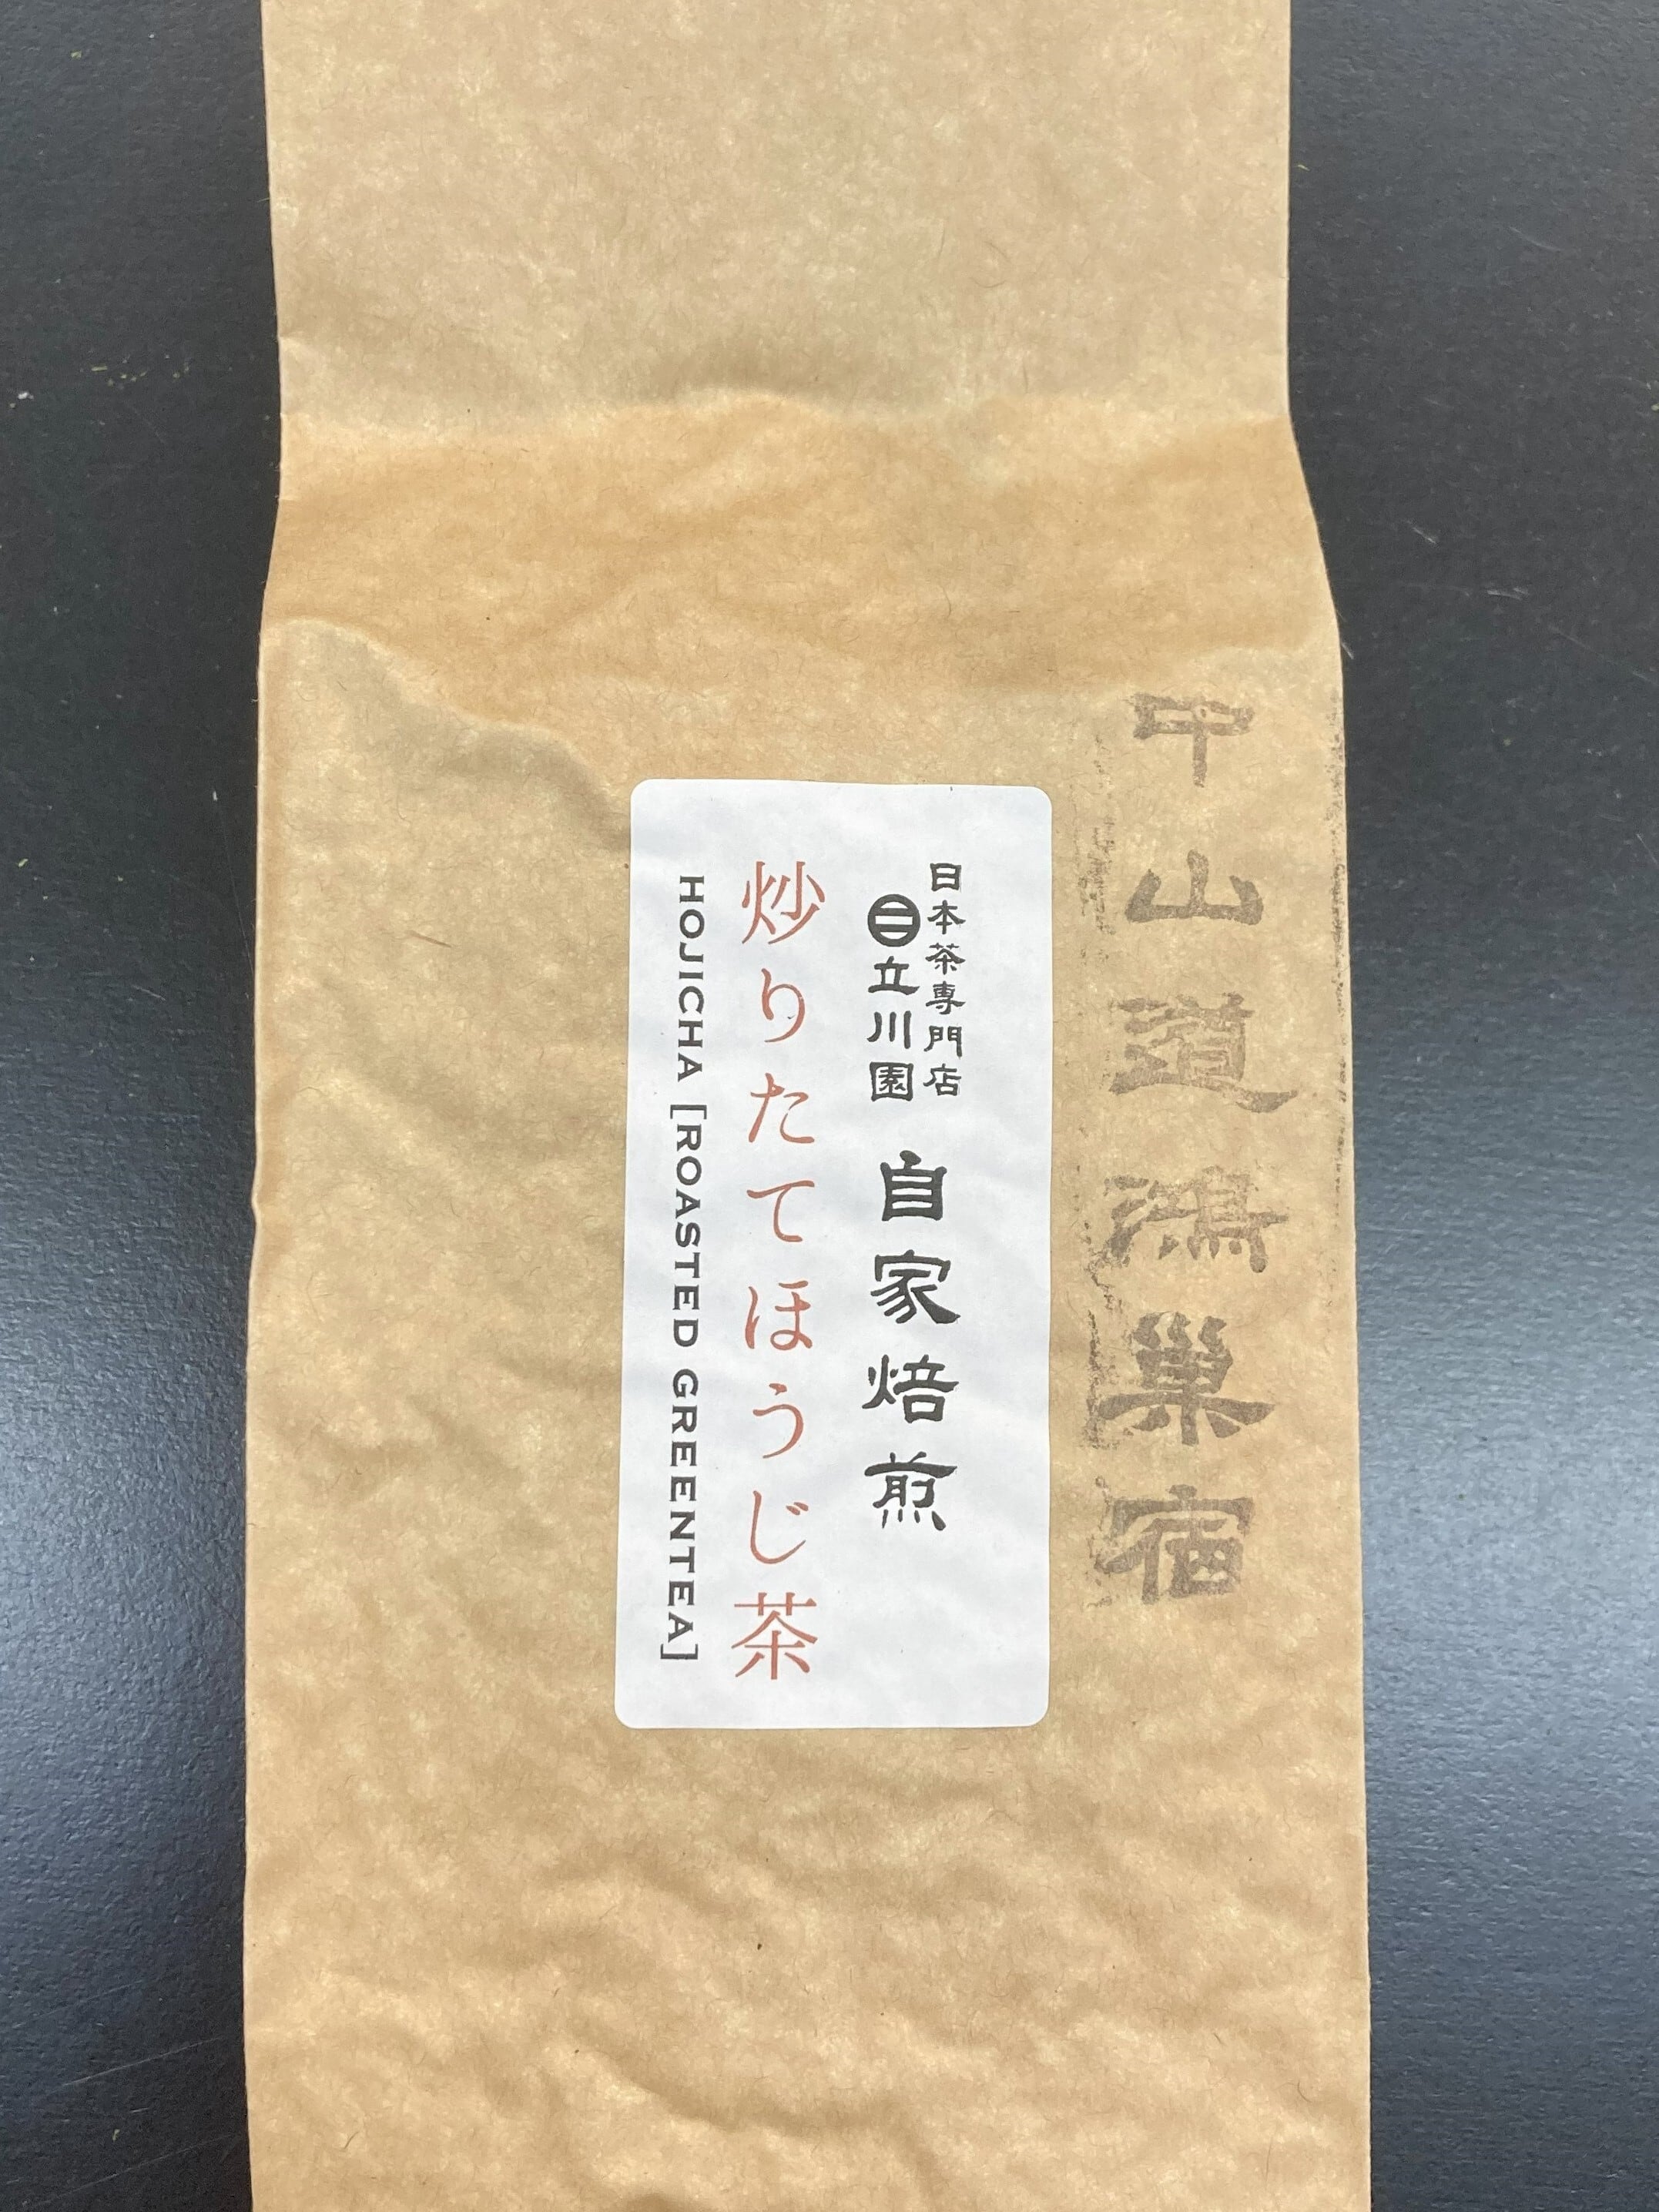 中山道鴻巣宿
日本茶専門店
立川園
自家焙煎
炒りたてほうじ茶
HOJICHA [ROASTED GREENTEA]